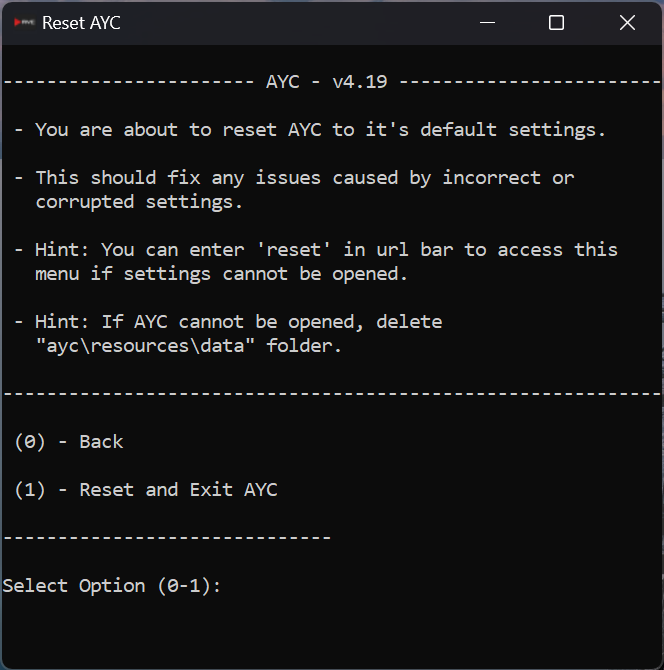 Reset AYC
----------------------- AYC - v4.19 ------------------------
- You are about to reset AYC to it's default settings.
- This should fix any issues caused by incorrect or
corrupted settings.
- Hint: You can enter 'reset' in url bar to access this
menu if settings cannot be opened.
- Hint: If AYC cannot be opened, delete
"ayc\resources\data" folder.
------------------------------------------------------------
(0) - Back
(1) - Reset and Exit AYC
------------------------------
Select Option (0-1):